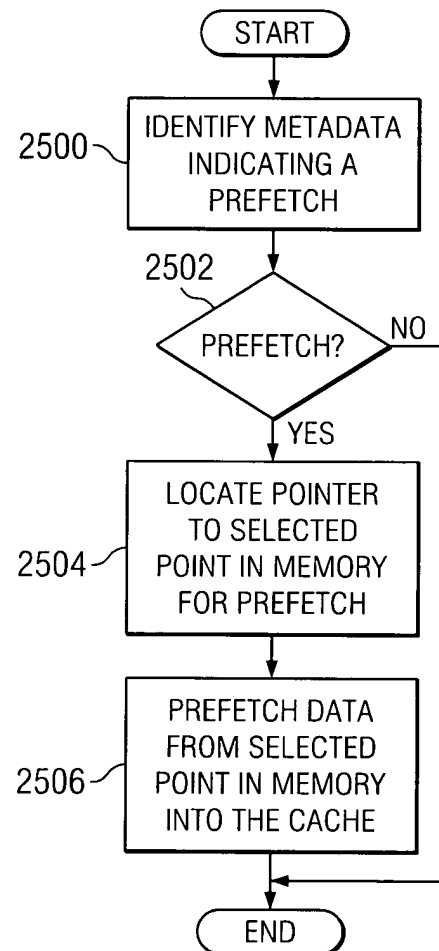 START
2500
IDENTIFY METADATA
INDICATING A
PREFETCH
2502
PREFETCH?
NO
YES
2504
LOCATE POINTER
TO SELECTED
POINT IN MEMORY
FOR PREFETCH
2506
PREFETCH DATA
FROM SELECTED
POINT IN MEMORY
INTO THE CACHE
END